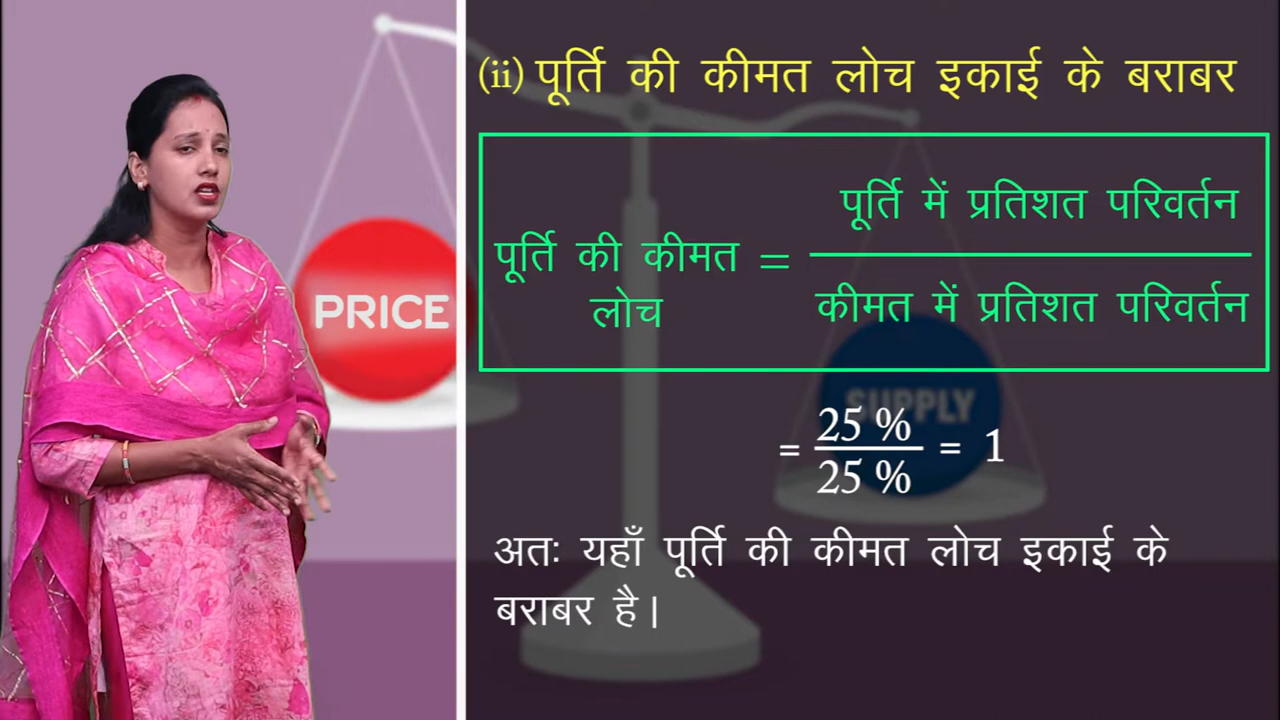 (ii) पूर्ति की कीमत लोच इकाई के बराबर
पूर्ति की कीमत लोच = पूर्ति में प्रतिशत परिवर्तन / कीमत में प्रतिशत परिवर्तन
PRICE
SUPPLY
= 25 % / 25 % = 1
अतः यहाँ पूर्ति की कीमत लोच इकाई के
बराबर है।